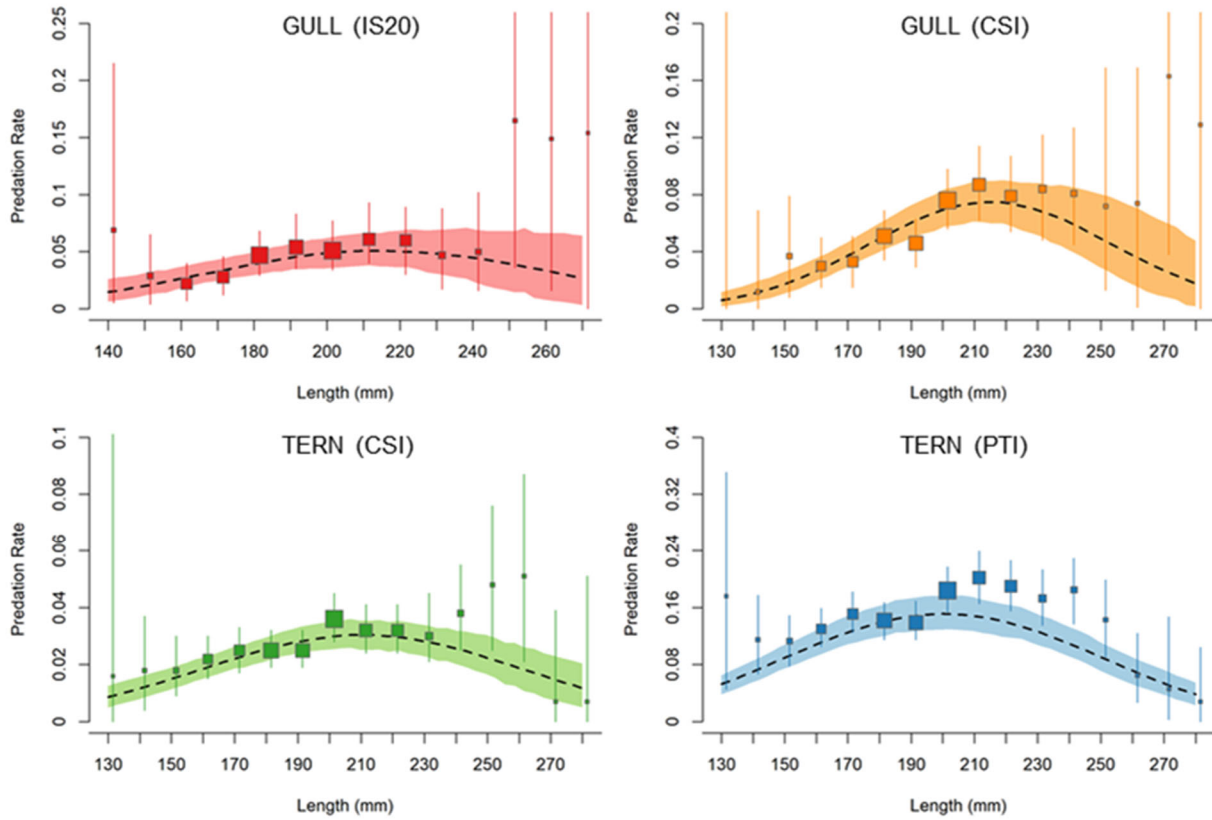 GULL (IS20)
Predation Rate
0.25
0.2
0.15
0.1
0.05
0
140 160 180 200 220 240 260
Length (mm)
GULL (CSI)
Predation Rate
0.2
0.16
0.12
0.08
0.04
0
130 150 170 190 210 230 250 270
Length (mm)
TERN (CSI)
Predation Rate
0.1
0.08
0.06
0.04
0.02
0
130 150 170 190 210 230 250 270
Length (mm)
TERN (PTI)
Predation Rate
0.4
0.32
0.24
0.16
0.08
0
130 150 170 190 210 230 250 270
Length (mm)